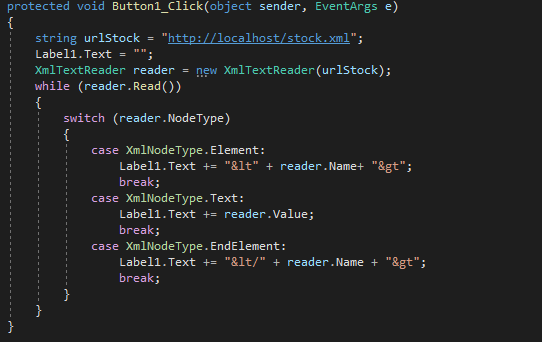 protected void Button1_Click(object sender, EventArgs e)
{
string urlStock = "http://localhost/stock.xml";
Label1.Text = "";
XmlTextReader reader = new XmlTextReader(urlStock);
while (reader.Read())
{
switch (reader.NodeType)
{
case XmlNodeType.Element:
Label1.Text += "&lt" + reader.Name+ "&gt";
break;
case XmlNodeType.Text:
Label1.Text += reader.Value;
break;
case XmlNodeType.EndElement:
Label1.Text += "&lt/" + reader.Name + "&gt";
break;
}
}
}